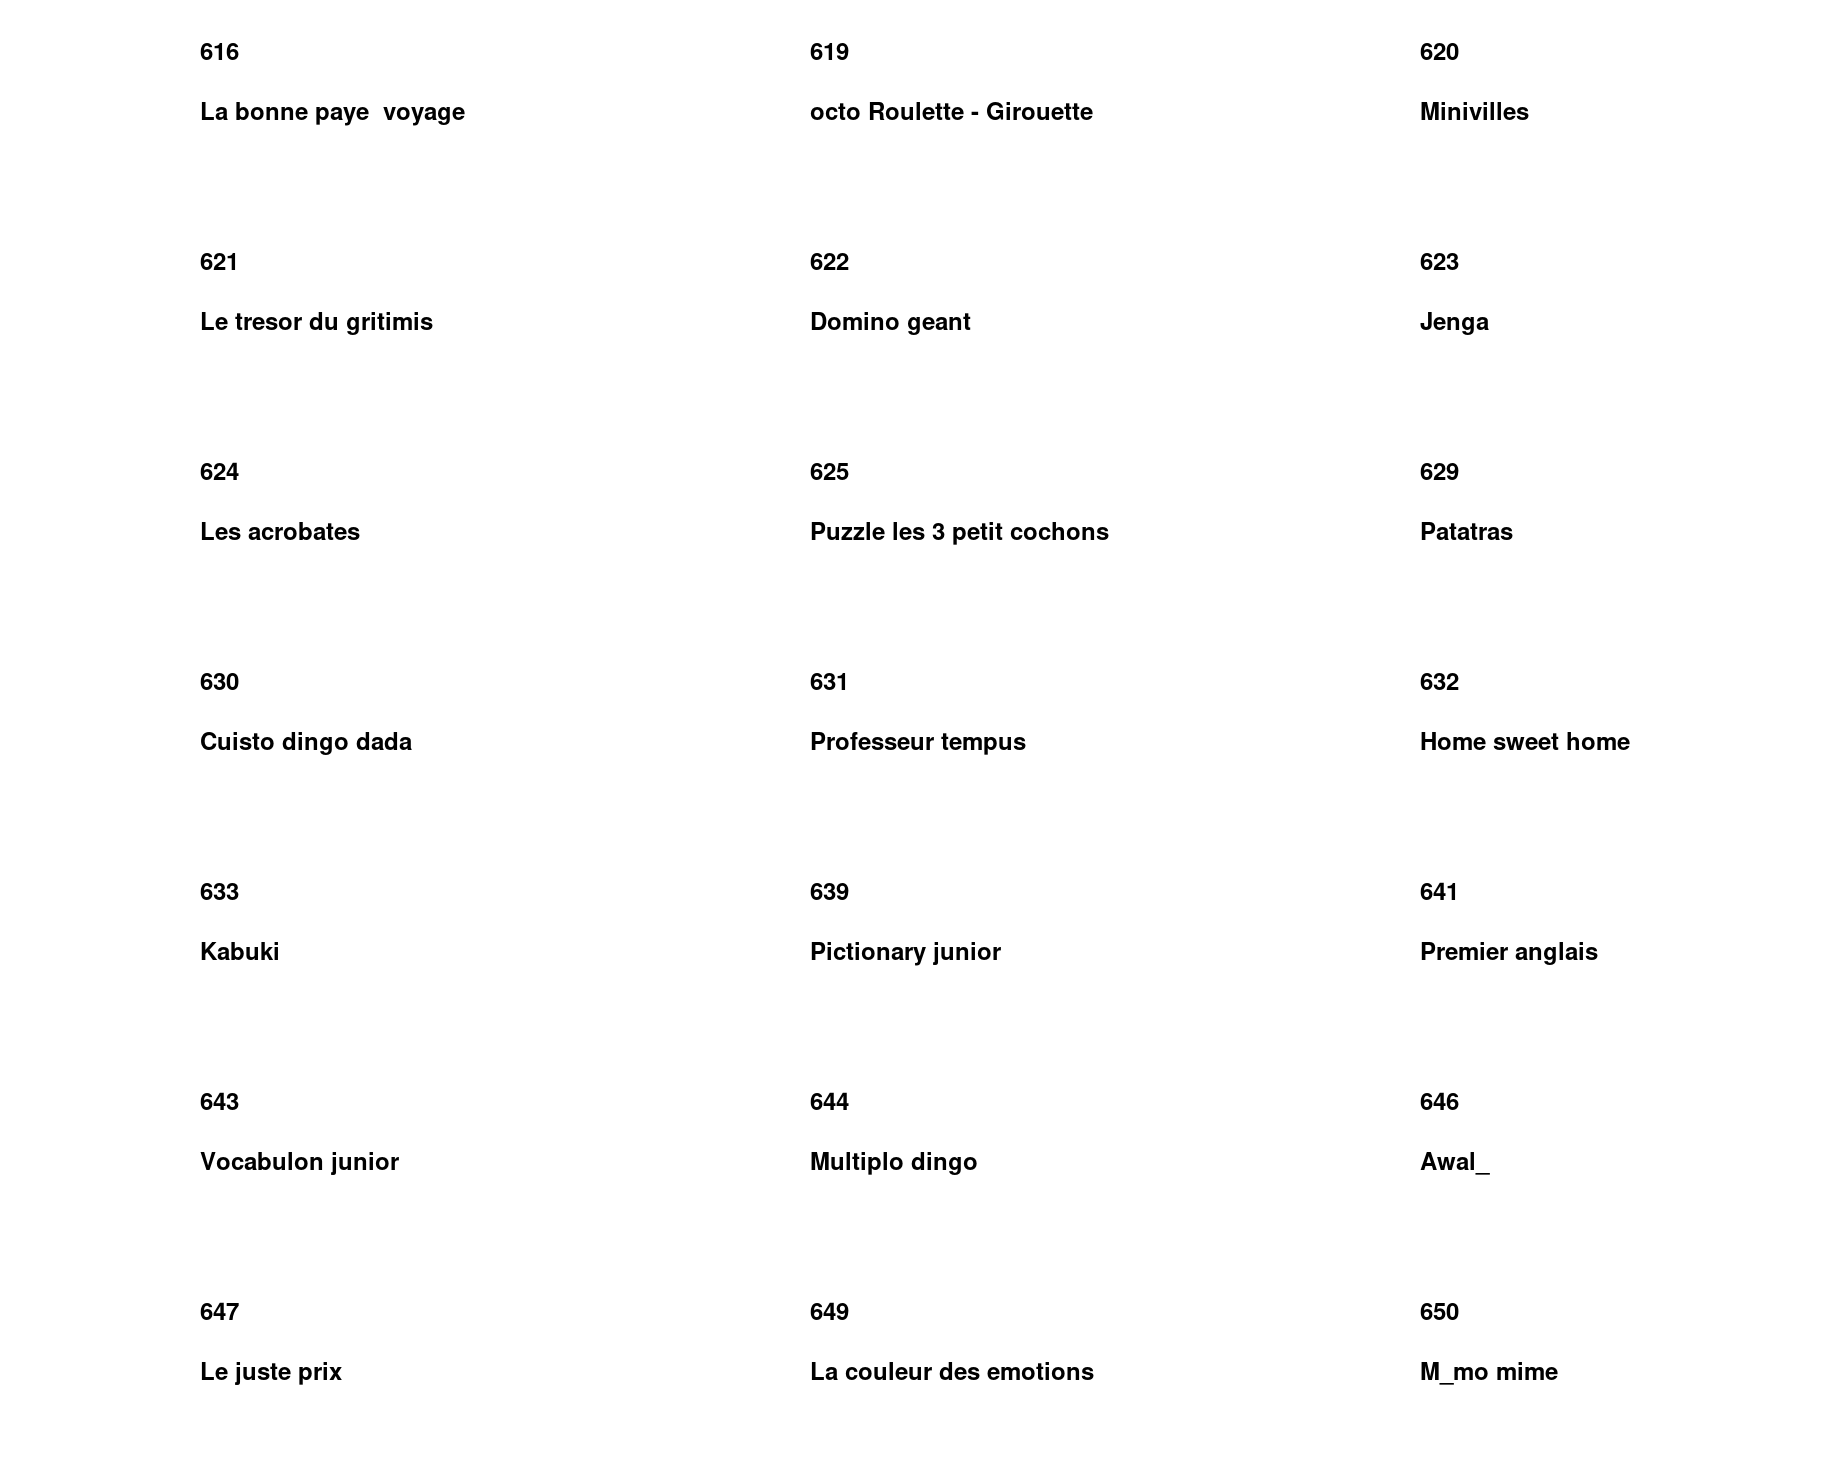 616
La bonne paye  voyage
619
octo Roulette - Girouette
620
Minivilles
621
Le tresor du gritimis
622
Domino geant
623
Jenga
624
Les acrobates
625
Puzzle les 3 petit cochons
629
Patatras
630
Cuisto dingo dada
631
Professeur tempus
632
Home sweet home
633
Kabuki
639
Pictionary junior
641
Premier anglais
643
Vocabulon junior
644
Multiplo dingo
646
Awal_
647
Le juste prix
649
La couleur des emotions
650
M_mo mime